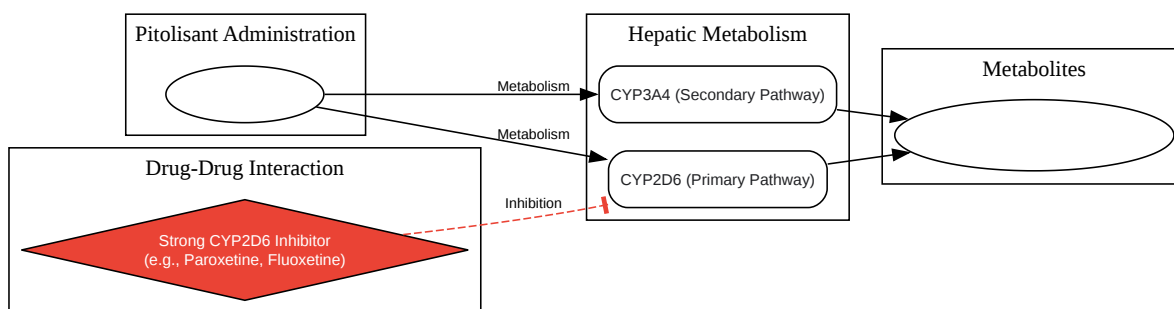 Pitolisant Administration
Hepatic Metabolism
Metabolites
Metabolism
CYP3A4 (Secondary Pathway)
Metabolism
CYP2D6 (Primary Pathway)
Drug-Drug Interaction
Inhibition
Strong CYP2D6 Inhibitor
(e.g., Paroxetine, Fluoxetine)